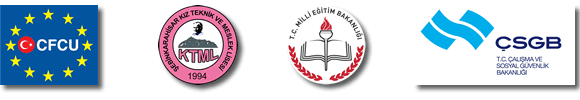 CFCU
ŞEBİNKARAHİSAR KIZ TEKNİK VE MESLEK LİSESİ
KTML
1994
T.C. MİLLÎ EĞİTİM BAKANLIĞI
ÇSGB
T.C. ÇALIŞMA VE
SOSYAL GÜVENLİK
BAKANLIĞI